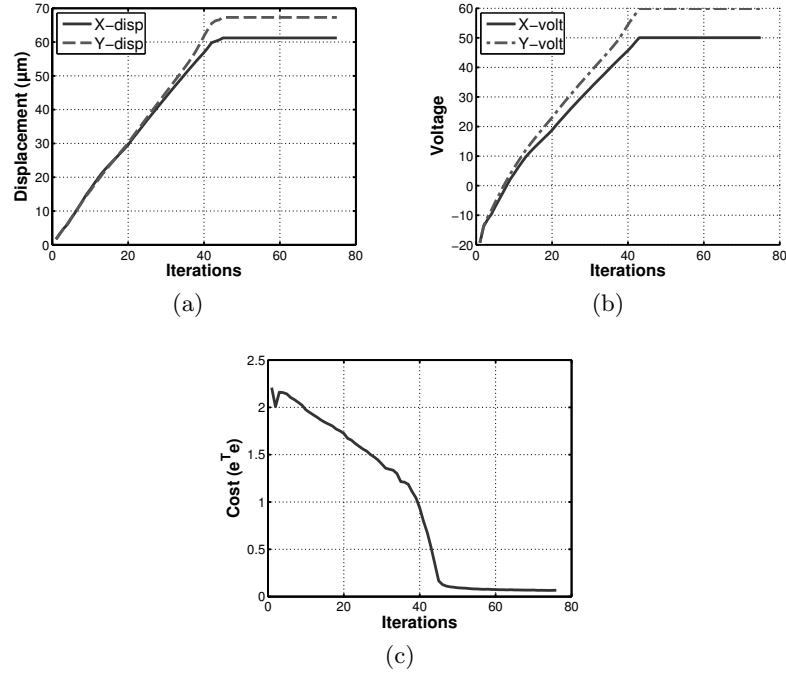 70
60
50
40
30
20
10
0
X-disp
Y-disp
Displacement (µm)
0 20 40 60 80
Iterations
(a)
60
50
40
30
20
10
0
−10
−20
X-volt
Y-volt
Voltage
0 20 40 60 80
Iterations
(b)
2.5
2
1.5
1
0.5
0
Cost (eᵀe)
0 20 40 60 80
Iterations
(c)